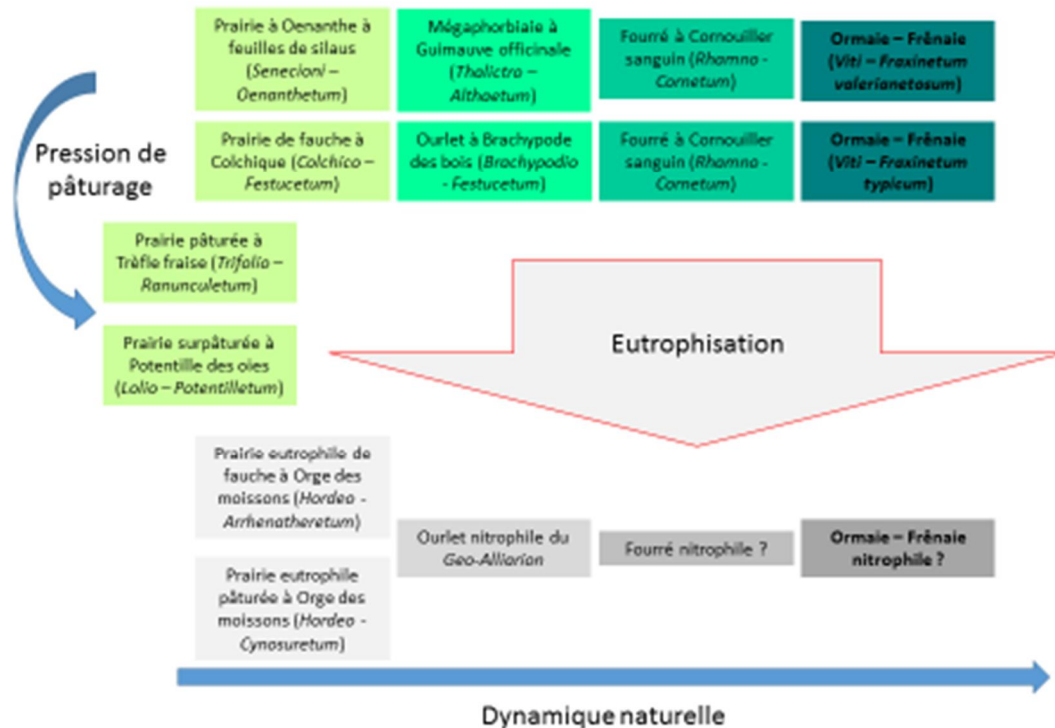 Prairie à Oenanthe à
feuilles de silaus
(Senecioni –
Oenanthetum)
Mégaphorbiaie à
Guimauve officinale
(Thalictro –
Althaetum)
Fourré à Cornouiller
sanguin (Rhamno -
Cornetum)
Ormaie – Frênaie
(Viti – Fraxinetum
valerianetosum)
Pression de
pâturage
Prairie de fauche à
Colchique (Colchico –
Festucetum)
Ourlet à Brachypode
des bois (Brachypodio
- Festucetum)
Fourré à Cornouiller
sanguin (Rhamno -
Cornetum)
Ormaie – Frênaie
(Viti – Fraxinetum
typicum)
Prairie pâturée à
Trèfle fraise (Trifolio –
Ranunculetum)
Prairie surpâturée à
Potentille des oies
(Lolio – Potentilletum)
Eutrophisation
Prairie eutrophile de
fauche à Orge des
moissons (Hordeo -
Arrhenatheretum)
Prairie eutrophile
pâturée à Orge des
moissons (Hordeo -
Cynosuretum)
Ourlet nitrophile du
Geo-Alliarion
Fourré nitrophile ?
Ormaie – Frênaie
nitrophile ?
Dynamique naturelle